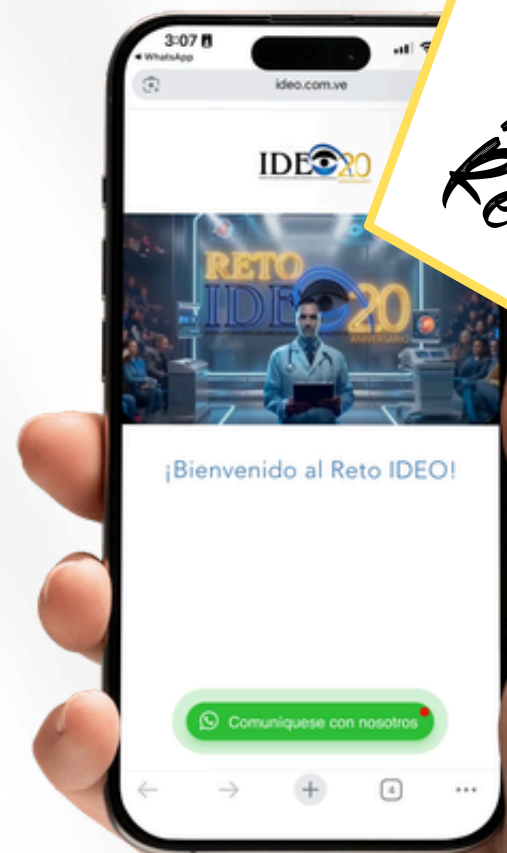 3:07
WhatsApp
ideo.com.ve
IDEO 20
ANIVERSARIO
RETO
IDEO 20
ANIVERSARIO
¡Bienvenido al Reto IDEO!
Comuníquese con nosotros
4